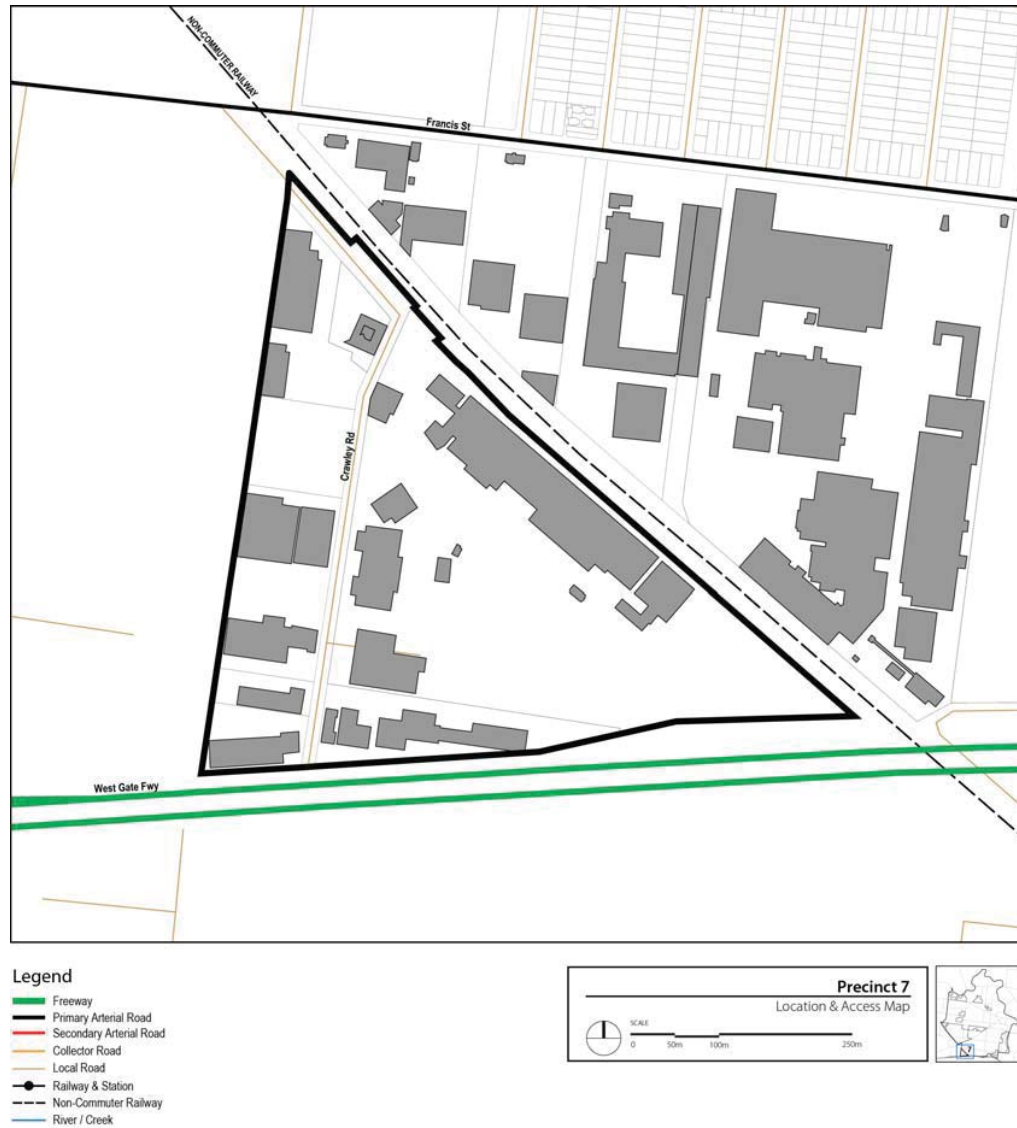 NON-COMMUTER RAILWAY
Francis St
Crawley Rd
West Gate Fwy
Legend
Freeway
Primary Arterial Road
Secondary Arterial Road
Collector Road
Local Road
Railway & Station
Non-Commuter Railway
River / Creek
Precinct 7
Location & Access Map
SCALE
0 50m 100m 250m